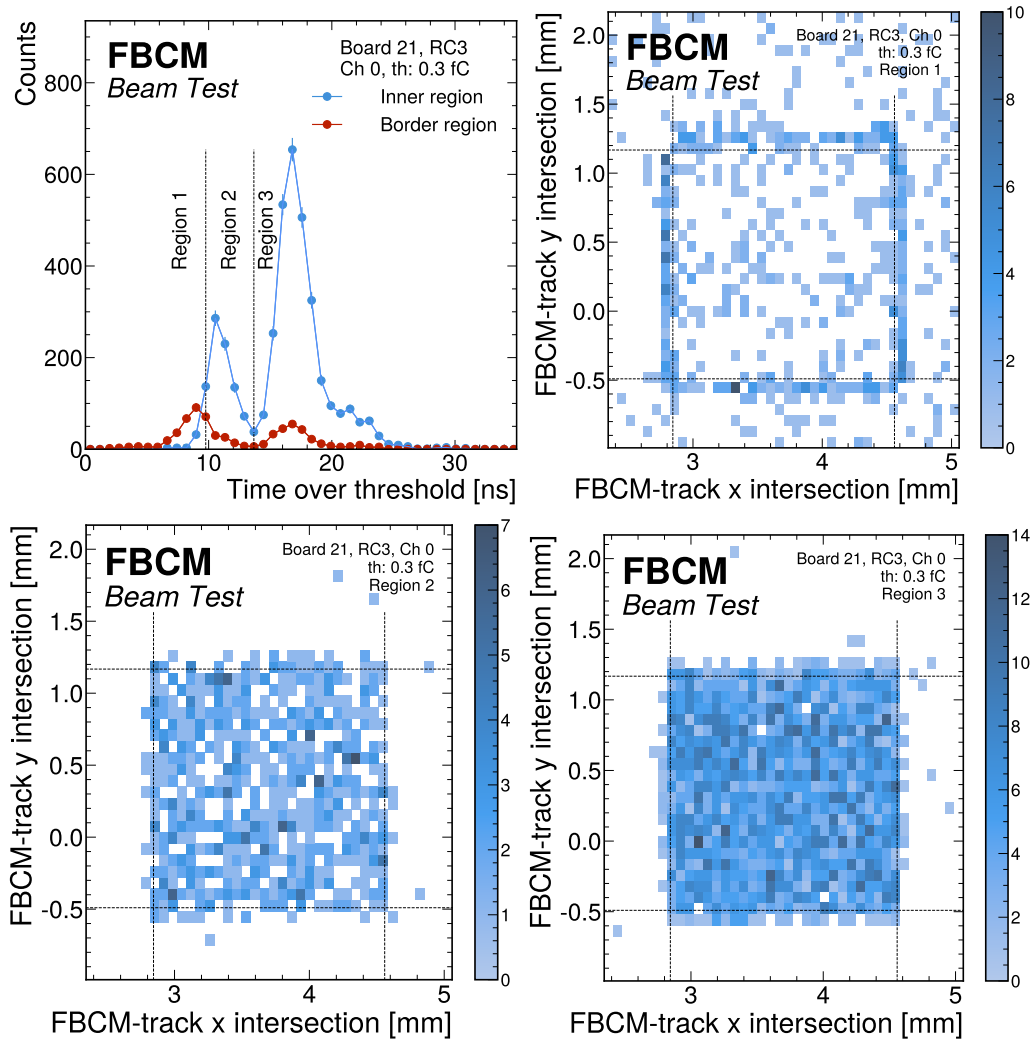 FBCM
Beam Test
Board 21, RC3
Ch 0, th: 0.3 fC
Inner region
Border region
Region 1
Region 2
Region 3
Counts
800
600
400
200
0
0
10
20
30
Time over threshold [ns]
FBCM
Beam Test
Board 21, RC3, Ch 0
th: 0.3 fC
Region 1
FBCM-track y intersection [mm]
2.0
1.5
1.0
0.5
0.0
-0.5
3
4
5
FBCM-track x intersection [mm]
10
8
6
4
2
0
FBCM
Beam Test
Board 21, RC3, Ch 0
th: 0.3 fC
Region 2
FBCM-track y intersection [mm]
2.0
1.5
1.0
0.5
0.0
-0.5
3
4
5
FBCM-track x intersection [mm]
7
6
5
4
3
2
1
0
FBCM
Beam Test
Board 21, RC3, Ch 0
th: 0.3 fC
Region 3
FBCM-track y intersection [mm]
2.0
1.5
1.0
0.5
0.0
-0.5
3
4
5
FBCM-track x intersection [mm]
14
12
10
8
6
4
2
0